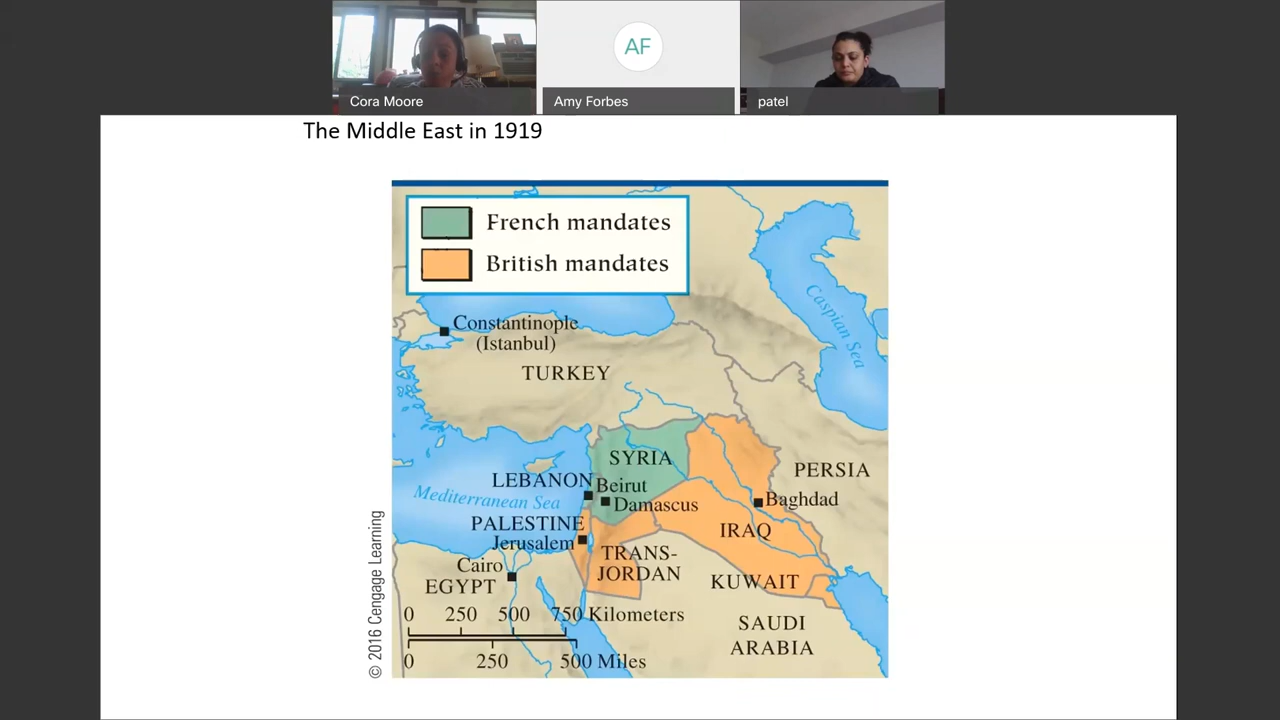 AF
Cora Moore
Amy Forbes
patel
The Middle East in 1919
French mandates
British mandates
Caspian Sea
Constantinople
(Istanbul)
TURKEY
SYRIA
PERSIA
LEBANON
Beirut
Mediterranean Sea
Damascus
Baghdad
PALESTINE
Jerusalem
IRAQ
TRANS-
JORDAN
Cairo
EGYPT
KUWAIT
0 250 500 750 Kilometers
SAUDI
ARABIA
0 250 500 Miles
© 2016 Cengage Learning